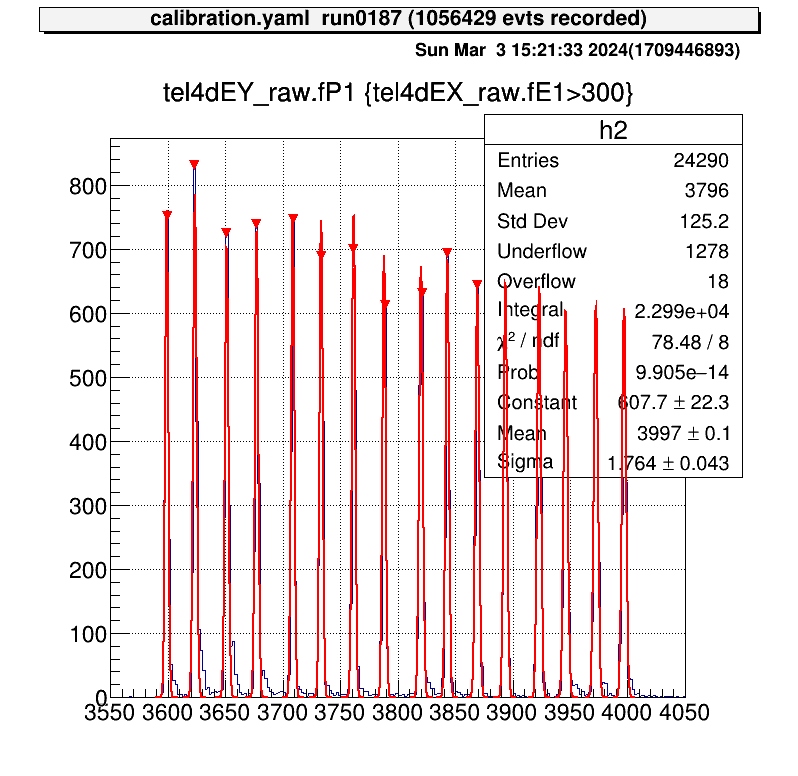 calibration.yaml run0187 (1056429 evts recorded)
Sun Mar 3 15:21:33 2024(1709446893)
tel4dEY_raw.fP1 {tel4dEX_raw.fE1>300}
h2
Entries 24290
Mean 3796
Std Dev 125.2
Underflow 1278
Overflow 18
Integral 2.299e+04
χ² / ndf 78.48 / 8
Prob 9.905e–14
Constant 607.7 ± 22.3
Mean 3997 ± 0.1
Sigma 1.764 ± 0.043
800
700
600
500
400
300
200
100
0
3550 3600 3650 3700 3750 3800 3850 3900 3950 4000 4050